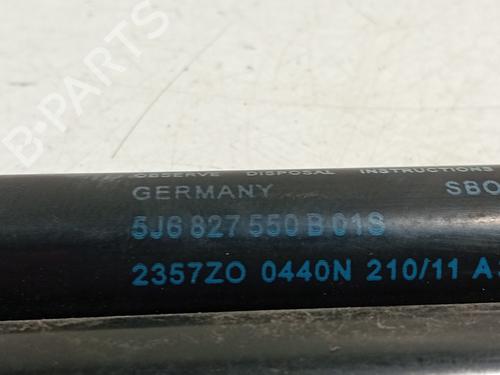 B-PARTS
OBSERVE DISPOSAL INSTRUCTIONS
GERMANY SBO
5J6 827 550 B 01S
2357ZO 0440N 210/11 A